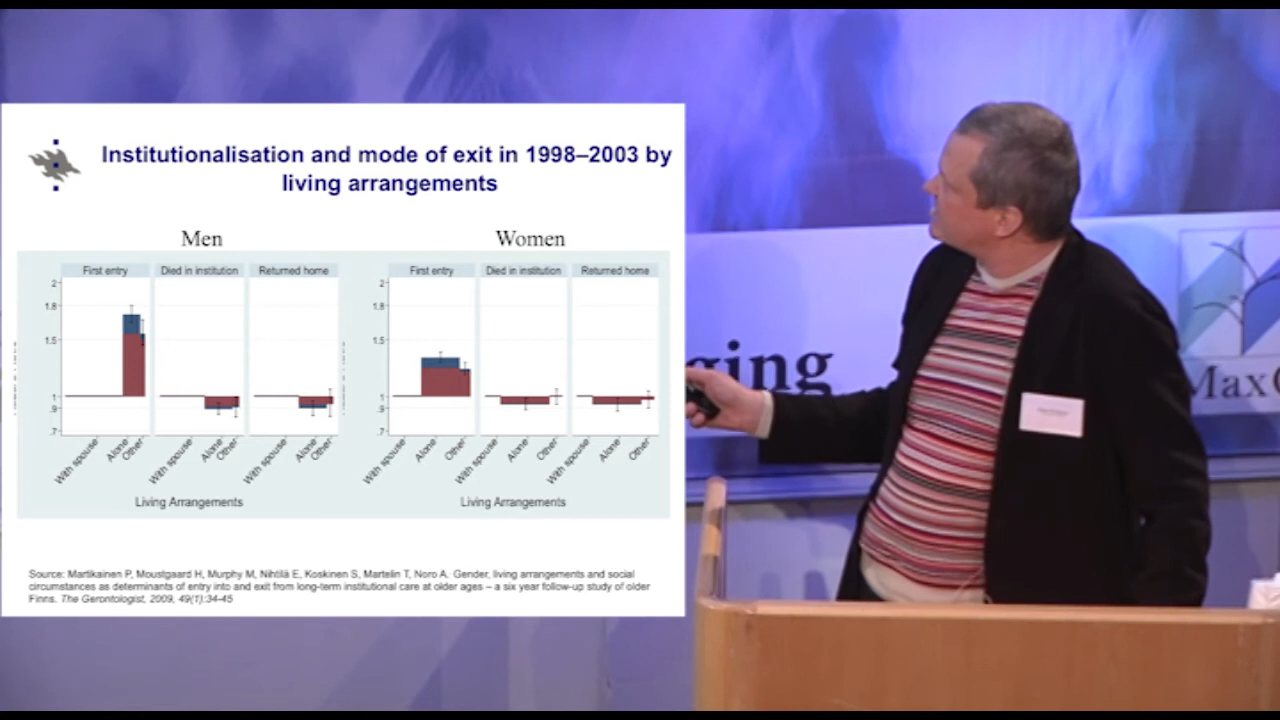 Institutionalisation and mode of exit in 1998–2003 by
living arrangements
Men
Women
First entry
Died in institution
Returned home
First entry
Died in institution
Returned home
2
1.8
1.5
1
.9
.7
2
1.8
1.5
1
.9
.7
With spouse
Alone
Other
With spouse
Alone
Other
With spouse
Alone
Other
With spouse
Alone
Other
With spouse
Alone
Other
With spouse
Alone
Other
Living Arrangements
Living Arrangements
Source: Martikainen P, Moustgaard H, Murphy M, Nihtilä E, Koskinen S, Martelin T, Noro A. Gender, living arrangements and social
circumstances as determinants of entry into and exit from long-term institutional care at older ages – a six year follow-up study of older
Finns. The Gerontologist, 2009, 49(1):34-45
ging
Max